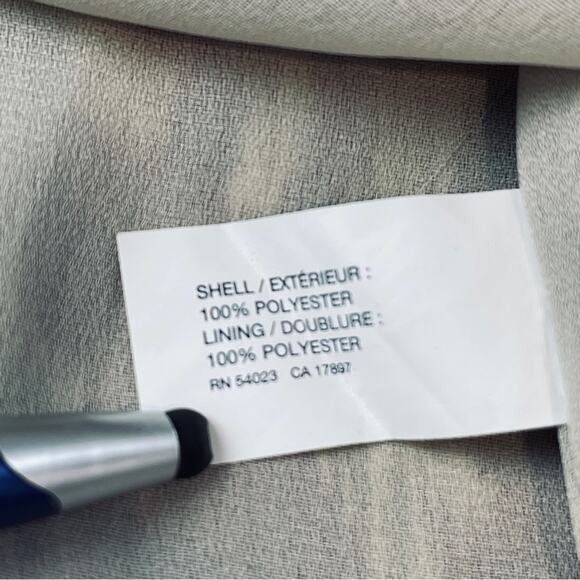 SHELL / EXTÉRIEUR :
100% POLYESTER
LINING / DOUBLURE :
100% POLYESTER
RN 54023 CA 17897